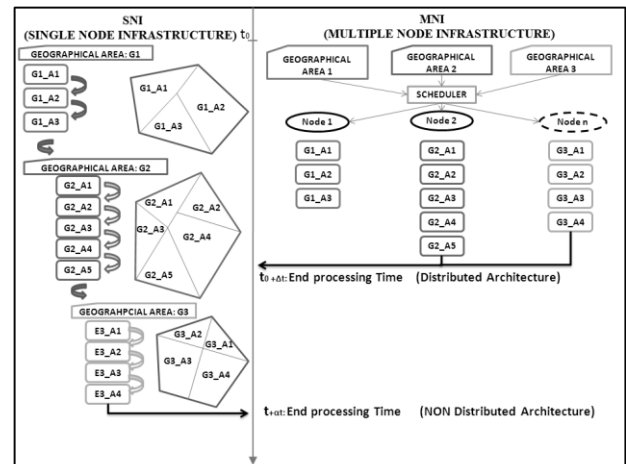 SNI
(SINGLE NODE INFRASTRUCTURE)
t0
GEOGRAPHICAL AREA: G1
G1_A1
G1_A2
G1_A3
G1_A1
G1_A2
G1_A3
GEOGRAPHICAL AREA: G2
G2_A1
G2_A2
G2_A3
G2_A4
G2_A5
G2_A1
G2_A2
G2_A3
G2_A4
G2_A5
GEOGRAHPCIAL AREA: G3
E3_A1
E3_A2
E3_A3
E3_A4
G3_A2
G3_A1
G3_A3
G3_A4
MNI
(MULTIPLE NODE INFRASTRUCTURE)
GEOGRAPHICAL
AREA 1
GEOGRAPHICAL
AREA 2
GEOGRAPHICAL
AREA 3
SCHEDULER
Node 1
Node 2
Node n
G1_A1
G1_A2
G1_A3
G2_A1
G2_A2
G2_A3
G2_A4
G2_A5
G3_A1
G3_A2
G3_A3
G3_A4
t0 +Δt: End processing Time (Distributed Architecture)
t+αt: End processing Time (NON Distributed Architecture)